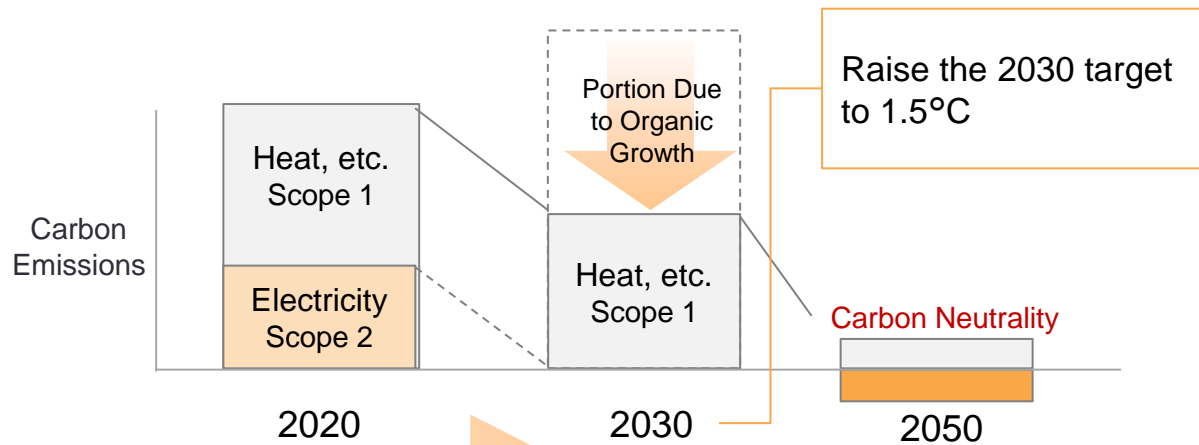 Portion Due
to Organic
Growth
Raise the 2030 target
to 1.5°C
Heat, etc.
Scope 1
Carbon
Emissions
Electricity
Scope 2
Heat, etc.
Scope 1
Carbon Neutrality
2020
2030
2050